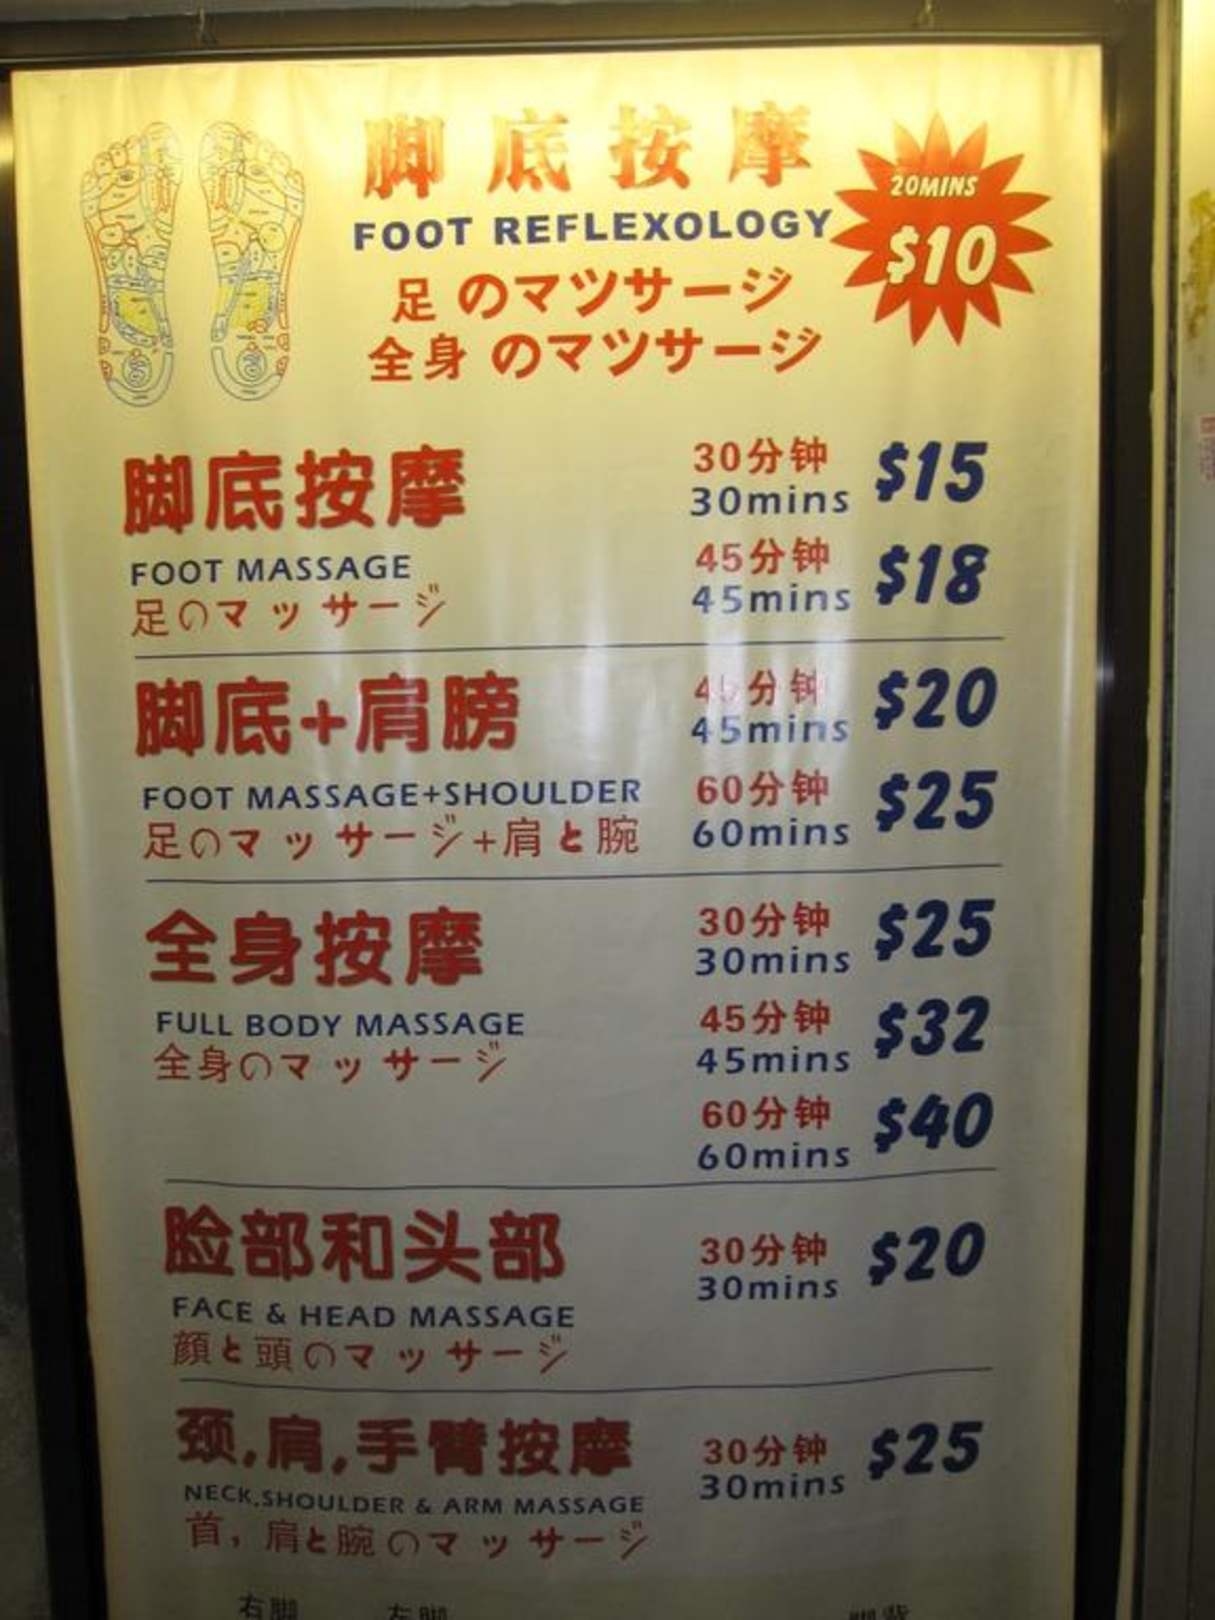 脚底按摩
FOOT REFLEXOLOGY
足のマツサージ
全身のマツサージ
20MINS
$10
脚底按摩
FOOT MASSAGE
足のマッサージ
30分钟
30mins
$15
45分钟
45mins
$18
脚底+肩膀
FOOT MASSAGE+SHOULDER
足のマッサージ+肩と腕
45分钟
45mins
$20
60分钟
60mins
$25
全身按摩
FULL BODY MASSAGE
全身のマッサージ
30分钟
30mins
$25
45分钟
45mins
$32
60分钟
60mins
$40
脸部和头部
FACE & HEAD MASSAGE
顔と頭のマッサージ
30分钟
30mins
$20
颈,肩,手臂按摩
NECK,SHOULDER & ARM MASSAGE
首,肩と腕のマッサージ
30分钟
30mins
$25
右脚
左脚